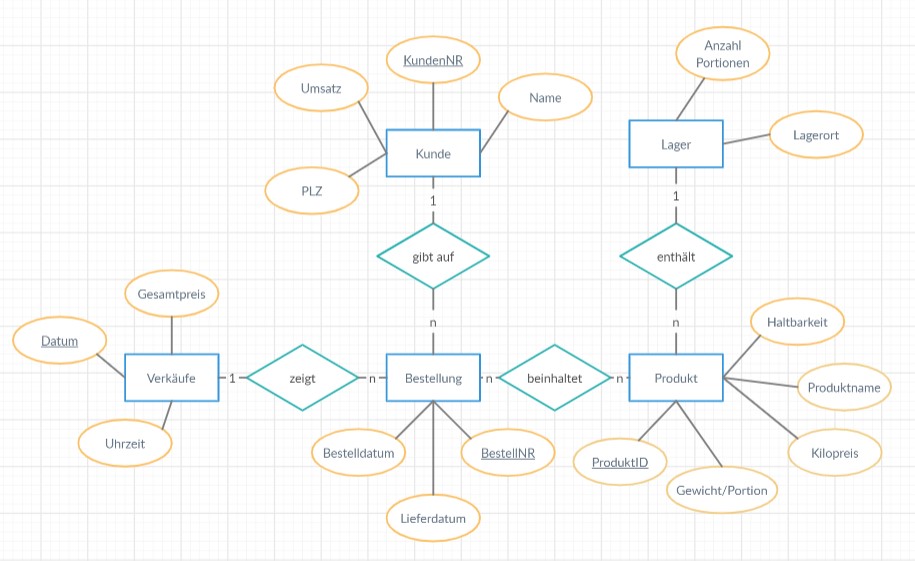 KundenNR
Umsatz
Name
Kunde
PLZ
1
gibt auf
n
Anzahl
Portionen
Lager
Lagerort
1
enthält
n
Gesamtpreis
Datum
Verkäufe
Uhrzeit
1
zeigt
n
Bestellung
n
beinhaltet
n
Produkt
Bestelldatum
BestellNR
Lieferdatum
Haltbarkeit
Produktname
Kilopreis
ProduktID
Gewicht/Portion